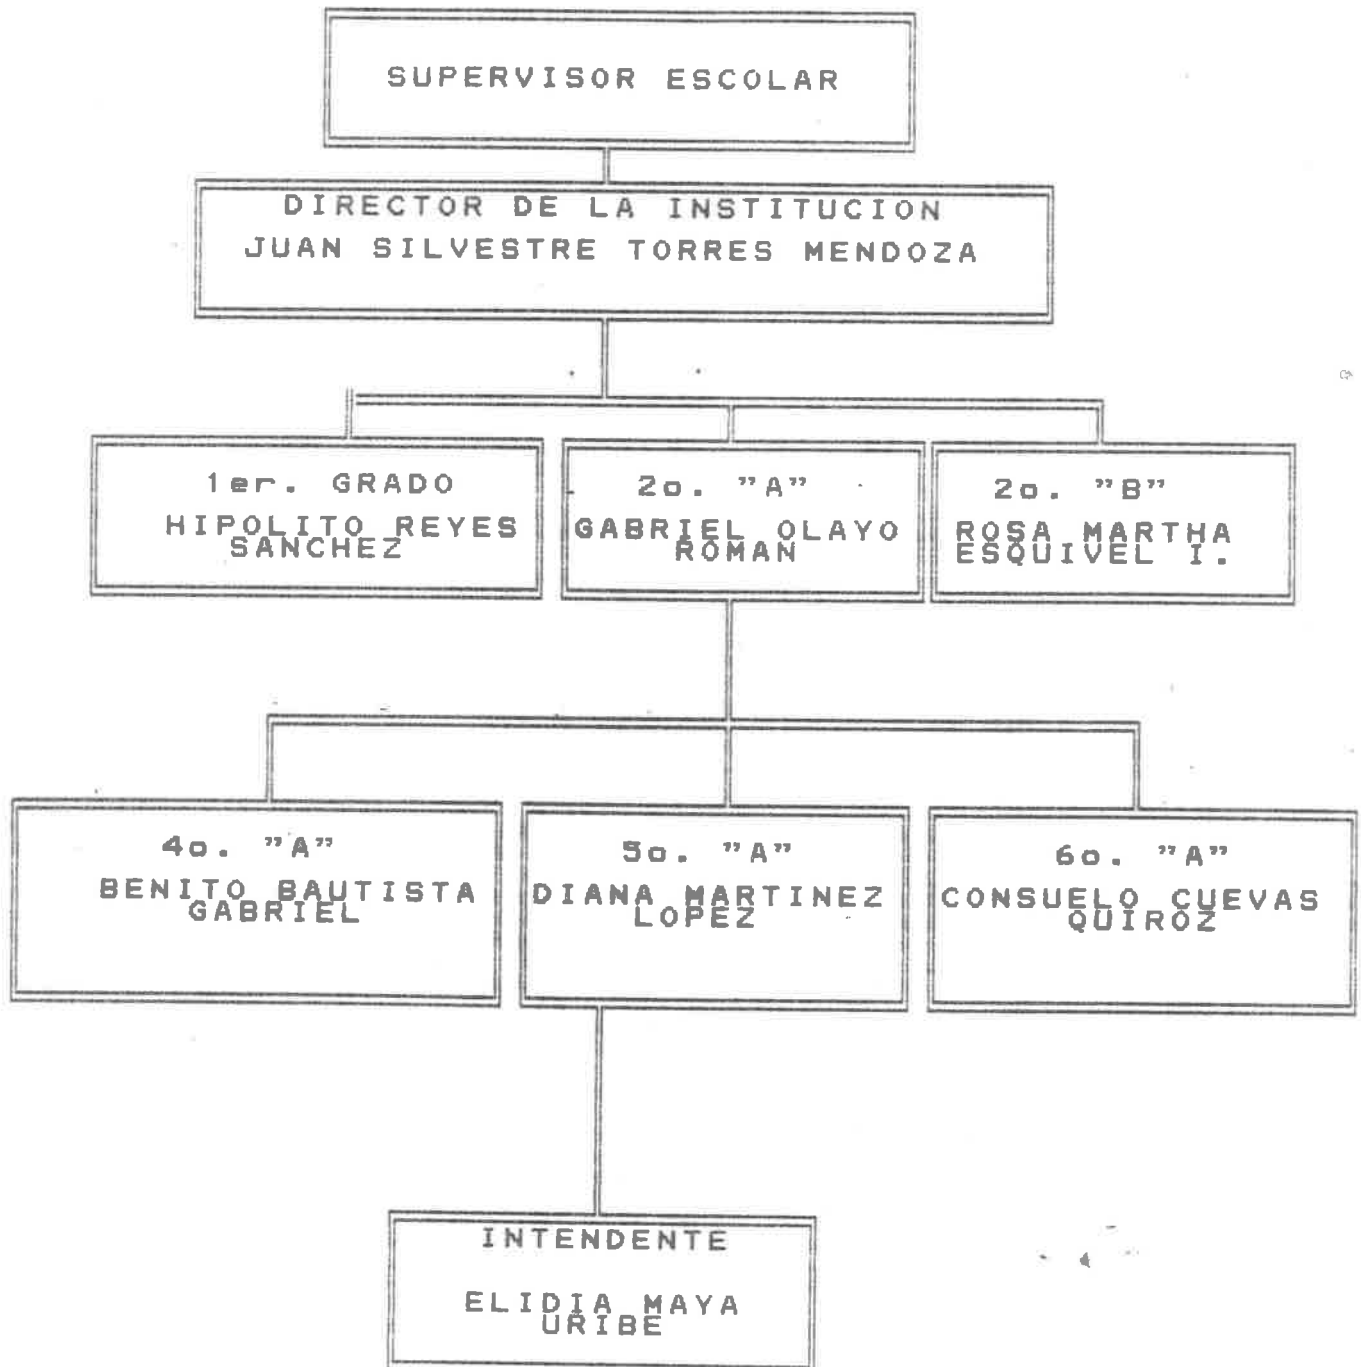 SUPERVISOR ESCOLAR
DIRECTOR DE LA INSTITUCION
JUAN SILVESTRE TORRES MENDOZA
1er. GRADO
HIPOLITO REYES
SANCHEZ
2o. "A"
GABRIEL OLAYO
ROMAN
2o. "B"
ROSA MARTHA
ESQUIVEL I.
4o. "A"
BENITO BAUTISTA
GABRIEL
5o. "A"
DIANA MARTINEZ
LOPEZ
6o. "A"
CONSUELO CUEVAS
QUIROZ
INTENDENTE
ELIDIA MAYA
URIBE